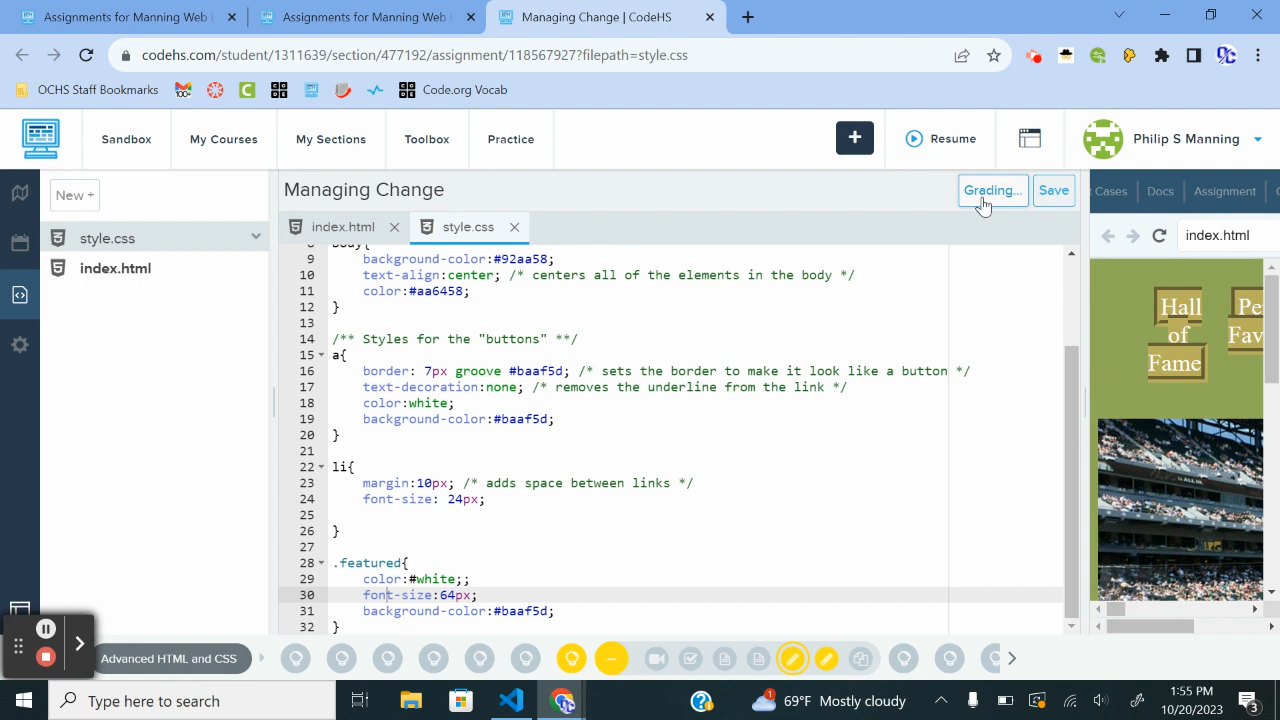 Assignments for Manning Web
Assignments for Manning Web
Managing Change | CodeHS
codehs.com/student/1311639/section/477192/assignment/118567927?filepath=style.css
OCHS Staff Bookmarks
Code.org Vocab
Sandbox
My Courses
My Sections
Toolbox
Practice
+
Resume
Philip S Manning
New +
Managing Change
Grading...
Save
Cases
Docs
Assignment
style.css
index.html
index.html
style.css
index.html
8 body{
9 background-color:#92aa58;
10 text-align:center; /* centers all of the elements in the body */
11 color:#aa6458;
12 }
13
14 /** Styles for the "buttons" **/
15 a{
16 border: 7px groove #baaf5d; /* sets the border to make it look like a button */
17 text-decoration:none; /* removes the underline from the link */
18 color:white;
19 background-color:#baaf5d;
20 }
21
22 li{
23 margin:10px; /* adds space between links */
24 font-size: 24px;
25
26 }
27
28 .featured{
29 color:#white;;
30 font-size:64px;
31 background-color:#baaf5d;
32 }
Hall
of
Fame
Pe
Fav
Advanced HTML and CSS
Type here to search
69°F Mostly cloudy
1:55 PM
10/20/2023